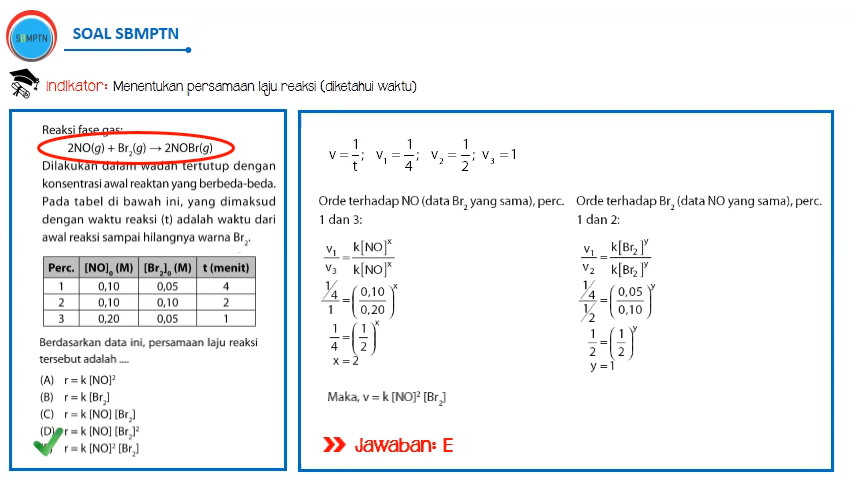 SBMPTN
SOAL SBMPTN
Indikator: Menentukan persamaan laju reaksi (diketahui waktu)
Reaksi fase gas:
2NO(g) + Br₂(g) → 2NOBr(g)
Dilakukan dalam wadah tertutup dengan
konsentrasi awal reaktan yang berbeda-beda.
Pada tabel di bawah ini, yang dimaksud
dengan waktu reaksi (t) adalah waktu dari
awal reaksi sampai hilangnya warna Br₂.
Perc. [NO]₀ (M) [Br₂]₀ (M) t (menit)
1 0,10 0,05 4
2 0,10 0,10 2
3 0,20 0,05 1
Berdasarkan data ini, persamaan laju reaksi
tersebut adalah ....
(A) r = k [NO]²
(B) r = k [Br₂]
(C) r = k [NO] [Br₂]
(D) r = k [NO] [Br₂]²
r = k [NO]² [Br₂]
v = 1/t; v₁ = 1/4; v₂ = 1/2; v₃ = 1
Orde terhadap NO (data Br₂ yang sama), perc.
1 dan 3:
v₁/v₃ = k[NO]ˣ/k[NO]ˣ
1/4/1 = (0,10/0,20)ˣ
1/4 = (1/2)ˣ
x = 2
Orde terhadap Br₂ (data NO yang sama), perc.
1 dan 2:
v₁/v₂ = k[Br₂]ʸ/k[Br₂]ʸ
1/4/1/2 = (0,05/0,10)ʸ
1/2 = (1/2)ʸ
y = 1
Maka, v = k [NO]² [Br₂]
Jawaban: E